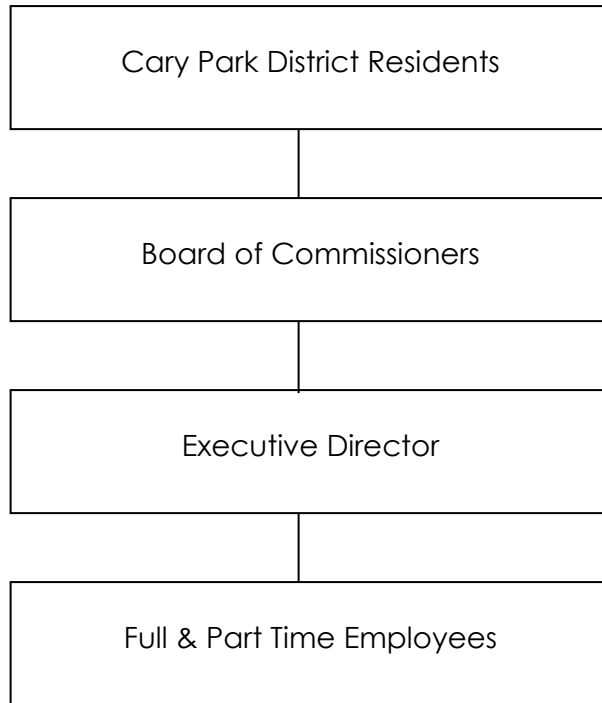 Cary Park District Residents
Board of Commissioners
Executive Director
Full & Part Time Employees